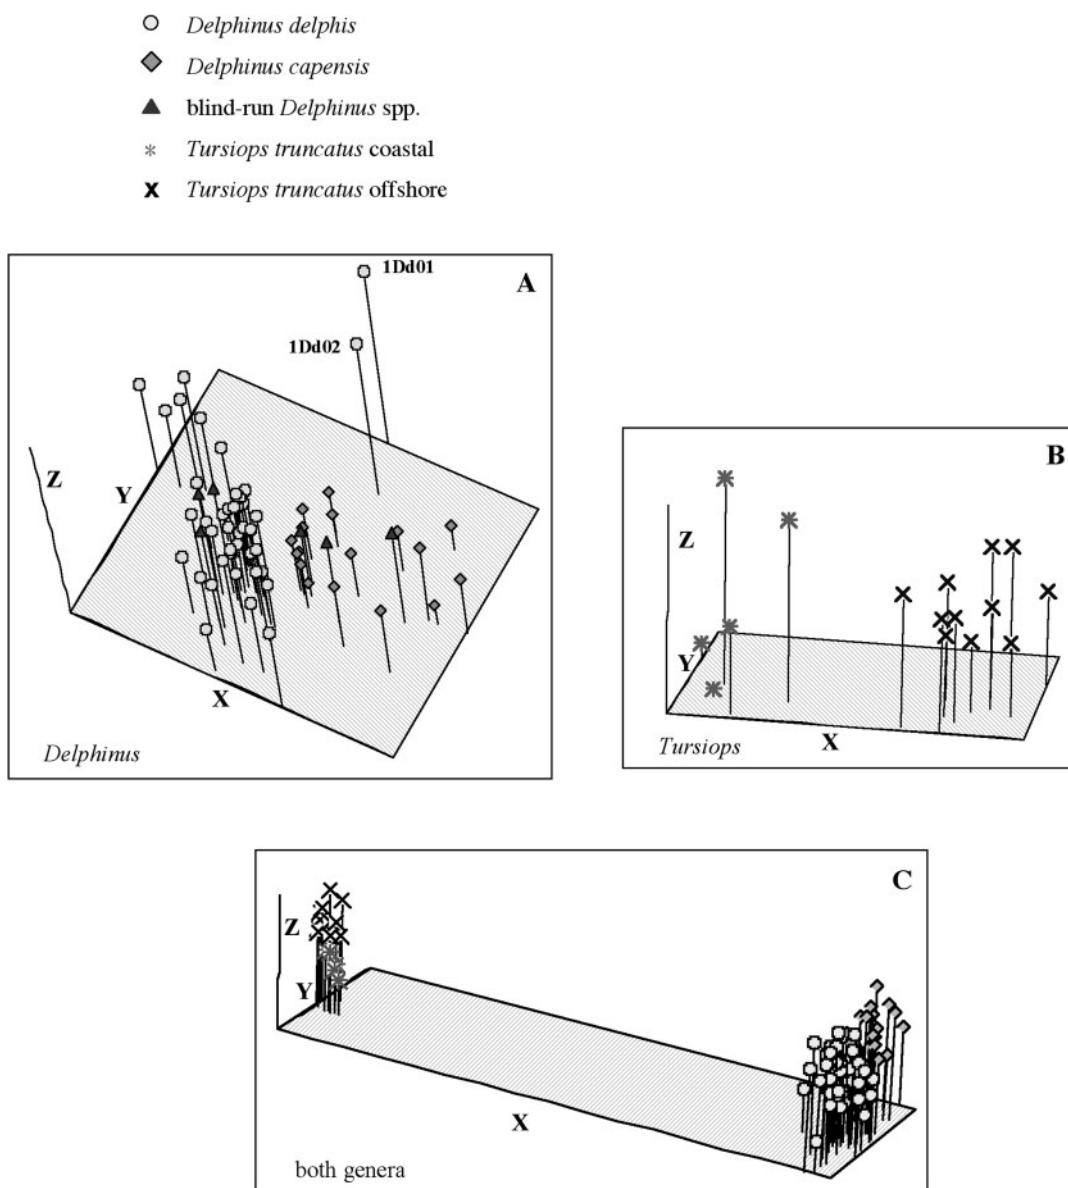 Delphinus delphis
Delphinus capensis
blind-run Delphinus spp.
Tursiops truncatus coastal
Tursiops truncatus offshore
A
1Dd01
1Dd02
Z
Y
X
Delphinus
B
Z
Y
X
Tursiops
C
Z
Y
X
both genera